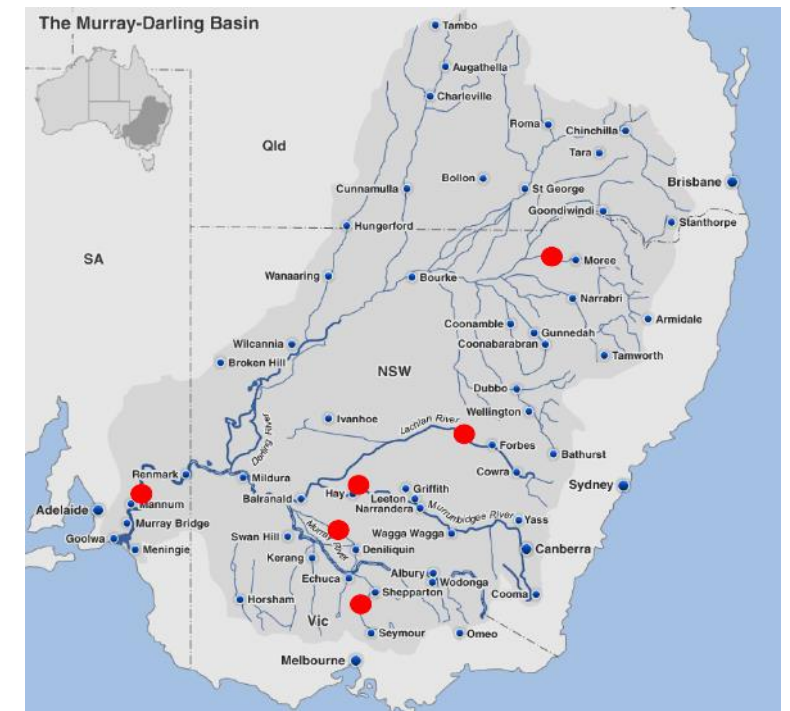 The Murray-Darling Basin
Tambo
Augathella
Charleville
Roma
Chinchilla
Tara
Qld
Bollon
Brisbane
Cunnamulla
St George
Goondiwindi
Stanthorpe
Hungerford
SA
Moree
Wanaaring
Bourke
Narrabri
Coonamble
Armidale
Gunnedah
Wilcannia
Coonabarabran
Tamworth
Broken Hill
NSW
Dubbo
Wellington
Ivanhoe
Lachlan River
Darling River
Forbes
Bathurst
Renmark
Cowra
Mildura
Sydney
Griffith
Hay
Leeton
Balranald
Mannum
Narrandera
Adelaide
Murrumbidgee River
Yass
Murray Bridge
Murray River
Wagga Wagga
Swan Hill
Goolwa
Canberra
Meningie
Deniliquin
Kerang
Albury
Echuca
Wodonga
Shepparton
Cooma
Horsham
Vic
Seymour
Omeo
Melbourne